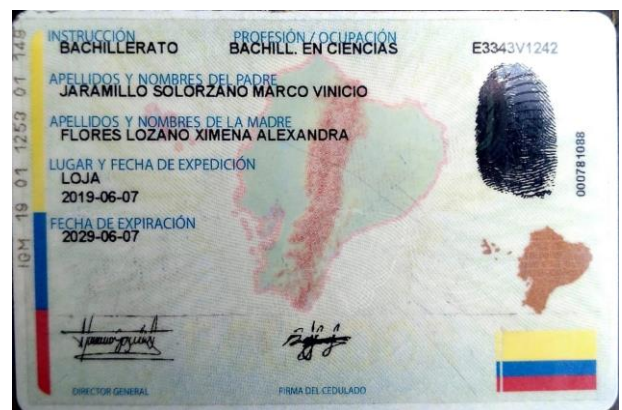 INSTRUCCIÓN PROFESIÓN / OCUPACIÓN
BACHILLERATO BACHILL. EN CIENCIAS E3343V1242
APELLIDOS Y NOMBRES DEL PADRE
JARAMILLO SOLORZANO MARCO VINICIO
APELLIDOS Y NOMBRES DE LA MADRE
FLORES LOZANO XIMENA ALEXANDRA
LUGAR Y FECHA DE EXPEDICIÓN
LOJA
2019-06-07
FECHA DE EXPIRACIÓN
2029-06-07
DIRECTOR GENERAL FIRMA DEL CEDULADO
IGM 19 01 1253 01 149
000781088